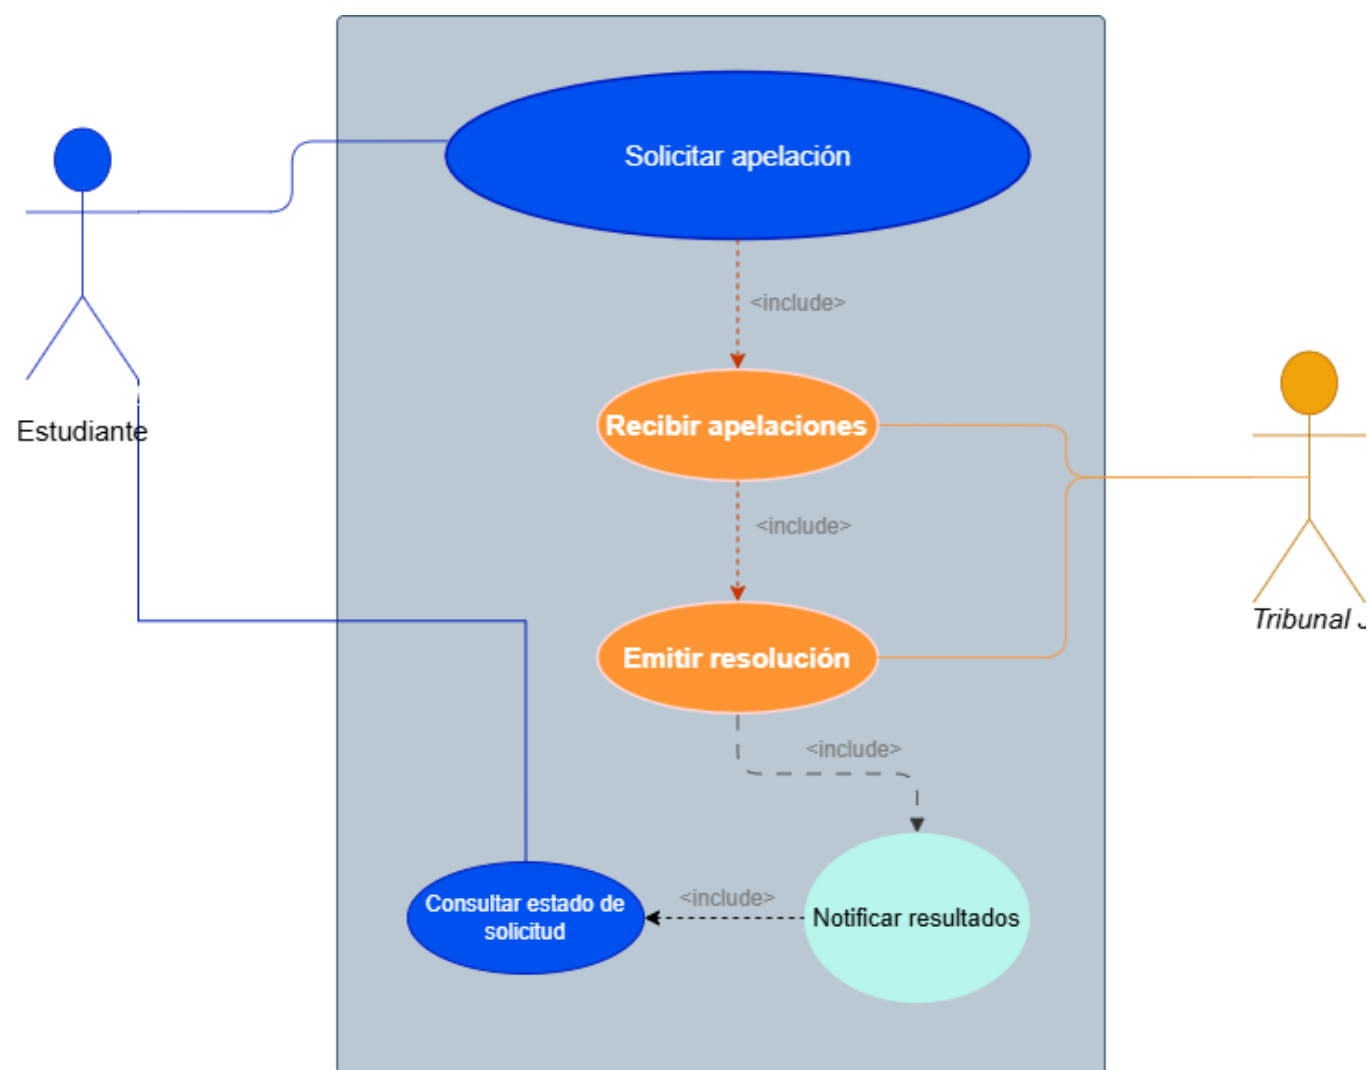 Solicitar apelación
<include>
Recibir apelaciones
Estudiante
<include>
Tribunal J
Emitir resolución
<include>
<include>
Consultar estado de
solicitud
Notificar resultados